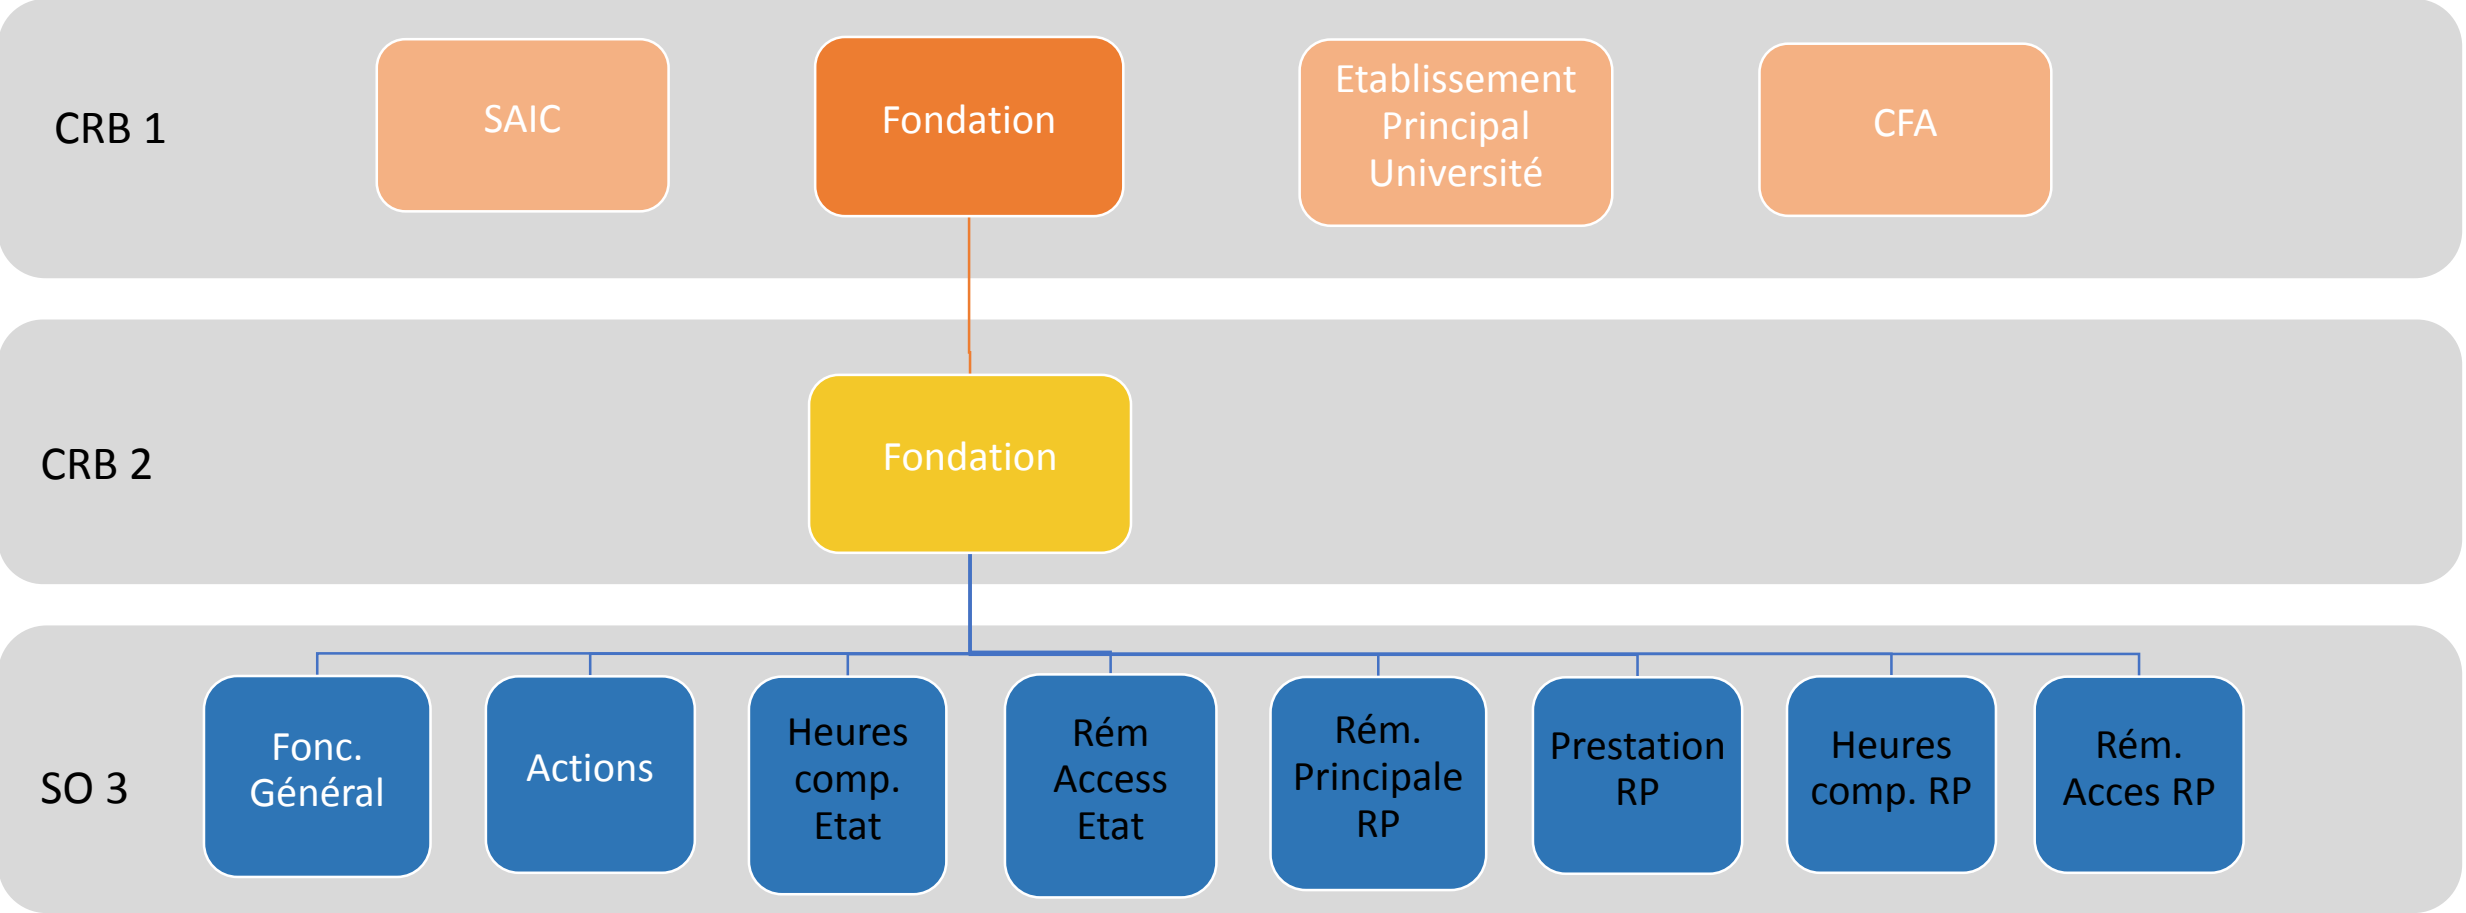 CRB 1
SAIC
Fondation
Etablissement
Principal
Université
CFA
CRB 2
Fondation
SO 3
Fonc.
Général
Actions
Heures
comp.
Etat
Rém
Access
Etat
Rém.
Principale
RP
Prestation
RP
Heures
comp. RP
Rém.
Acces RP